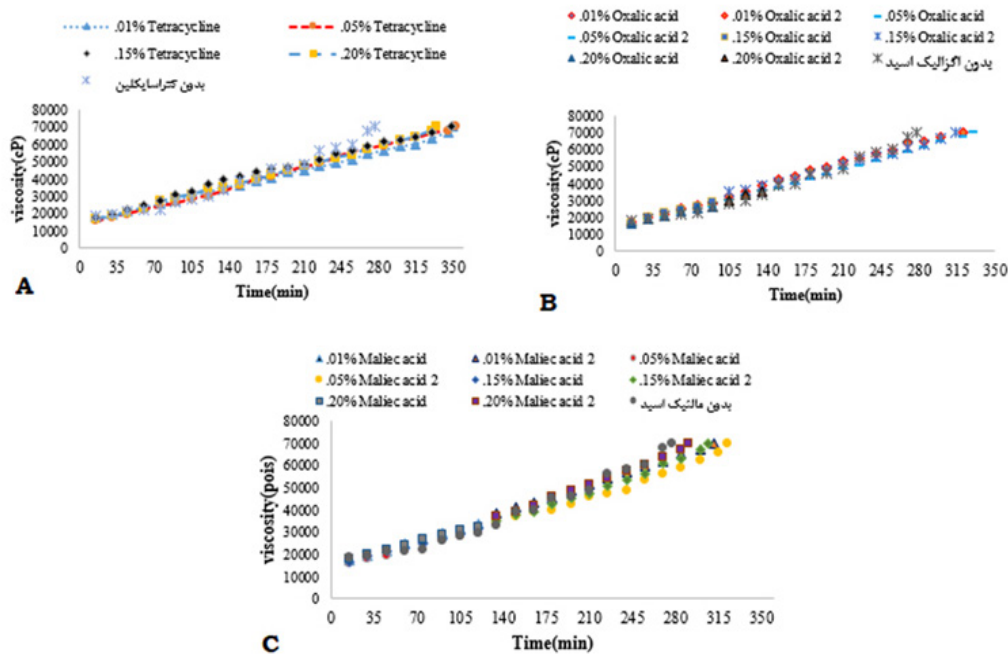 .01% Tetracycline .05% Tetracycline
.15% Tetracycline .20% Tetracycline
بدون تتراسایکلین
viscosity(cP)
80000
70000
60000
50000
40000
30000
20000
10000
0
0 35 70 105 140 175 210 245 280 315 350
Time(min)
A
.01% Oxalic acid .01% Oxalic acid 2 .05% Oxalic acid
.05% Oxalic acid 2 .15% Oxalic acid .15% Oxalic acid 2
.20% Oxalic acid .20% Oxalic acid 2 بدون اگزالیک اسید
viscosity(cP)
80000
70000
60000
50000
40000
30000
20000
10000
0
0 35 70 105 140 175 210 245 280 315 350
Time(min)
B
.01% Maliec acid .01% Maliec acid 2 .05% Maliec acid
.05% Maliec acid 2 .15% Maliec acid .15% Maliec acid 2
.20% Maliec acid .20% Maliec acid 2 بدون مالئیک اسید
viscosity(pois)
80000
70000
60000
50000
40000
30000
20000
10000
0
0 35 70 105 140 175 210 245 280 315 350
Time(min)
C